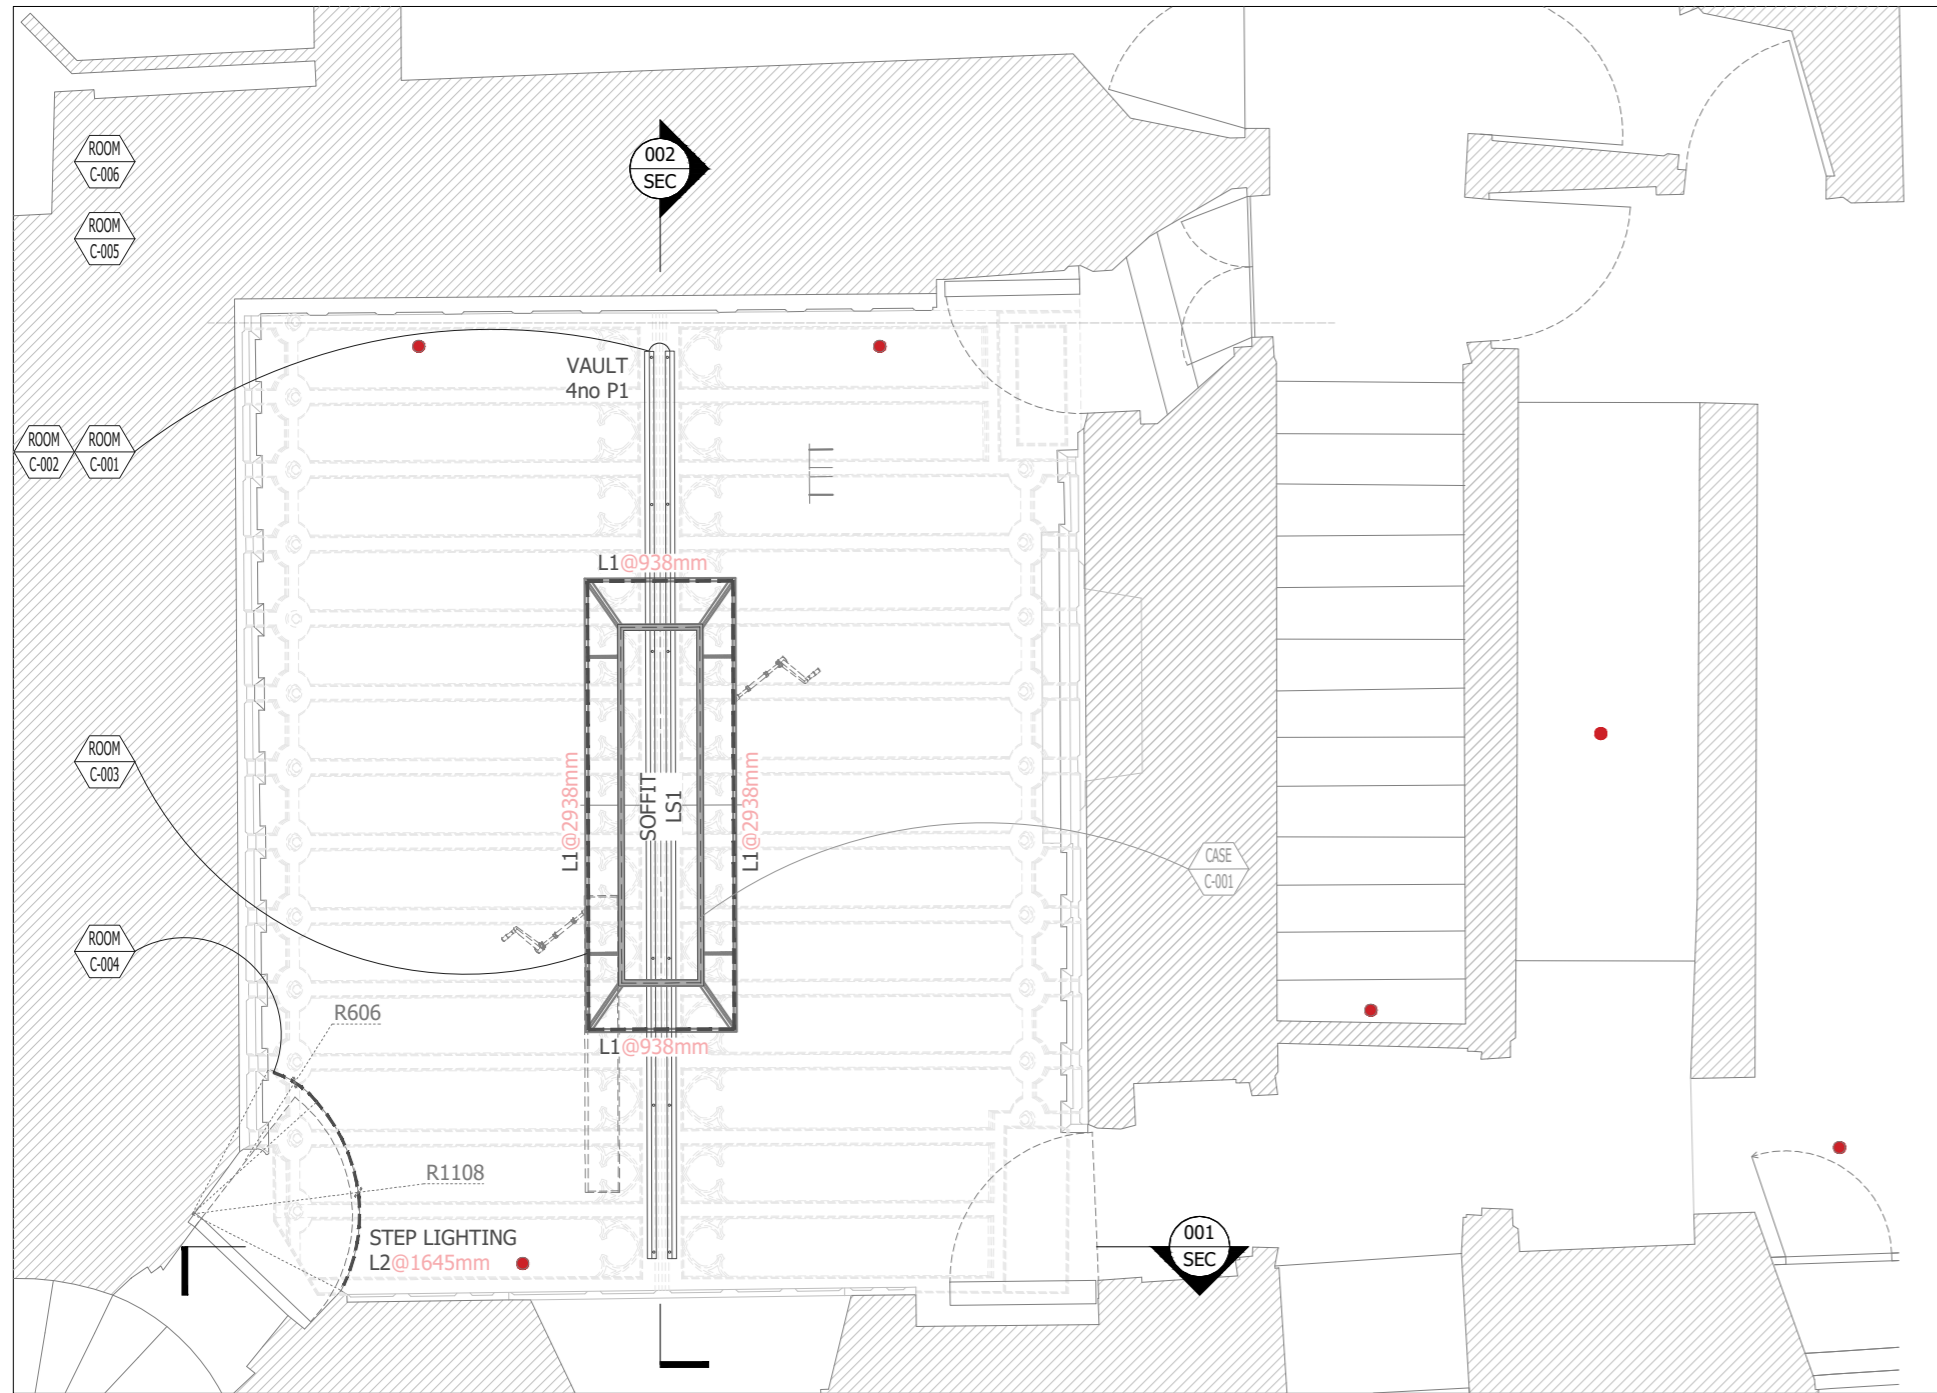 ROOM
C-006
002
SEC
ROOM
C-005
VAULT
4no P1
ROOM
C-002
ROOM
C-001
L1@938mm
ROOM
C-003
L1@2938mm
SOFFIT
LS1
L1@2938mm
CASE
C-001
ROOM
C-004
R606
L1@938mm
R1108
STEP LIGHTING
L2@1645mm
001
SEC